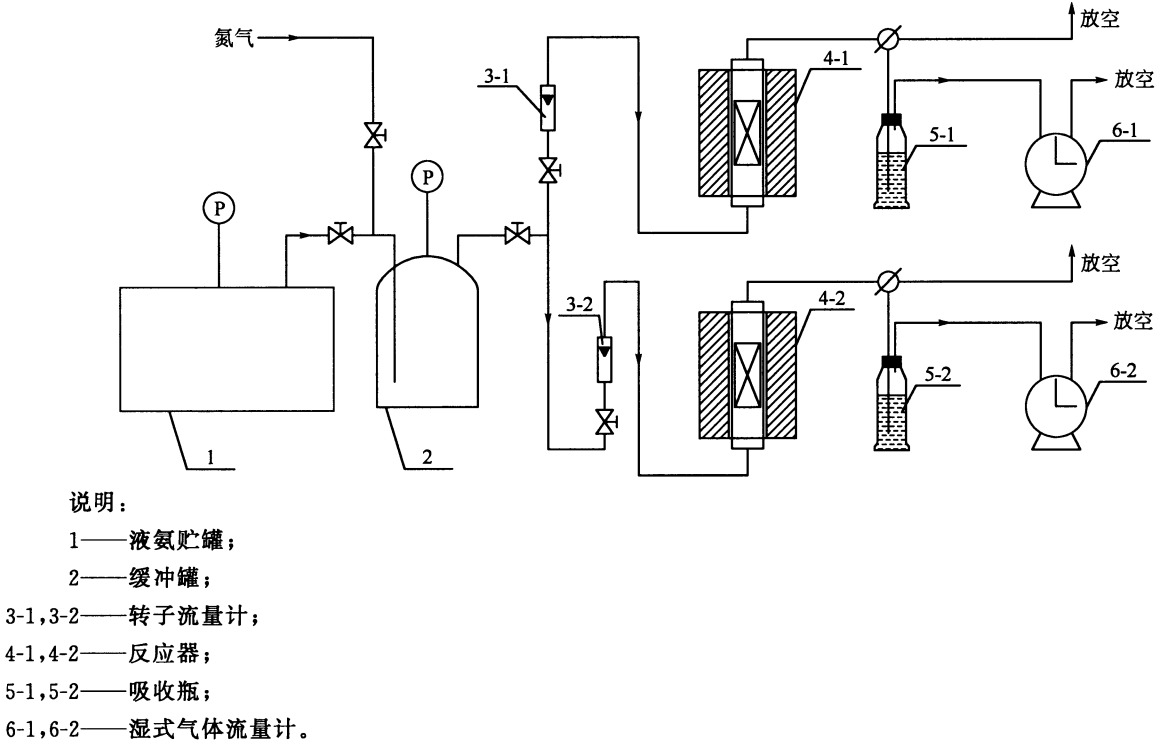 放空
氮气
3-1
4-1
放空
5-1
6-1
P
P
放空
3-2
4-2
放空
5-2
6-2
1
2
说明：
1——液氨贮罐；
2——缓冲罐；
3-1,3-2——转子流量计；
4-1,4-2——反应器；
5-1,5-2——吸收瓶；
6-1,6-2——湿式气体流量计。